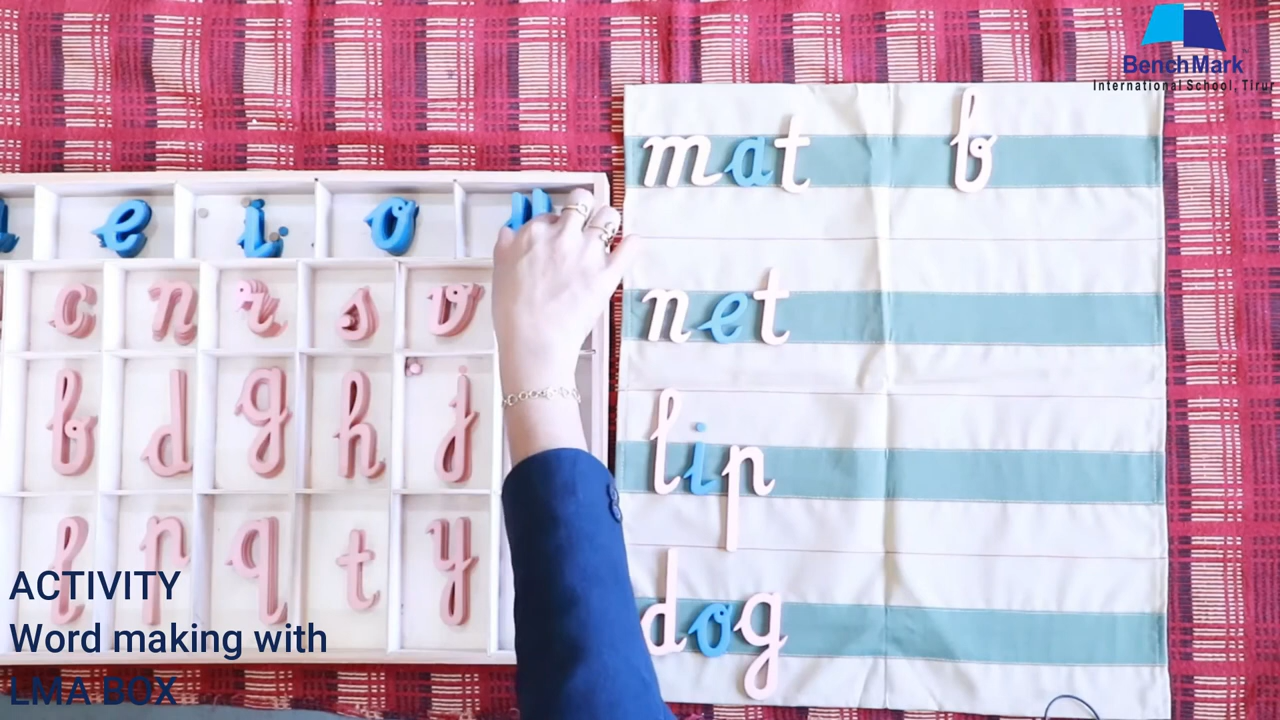 BenchMark
International School, Tirur
mat b
net
lip
dog
e i o u
c n r s v
b d g h j
l p q t y
ACTIVITY
Word making with
LMA BOX